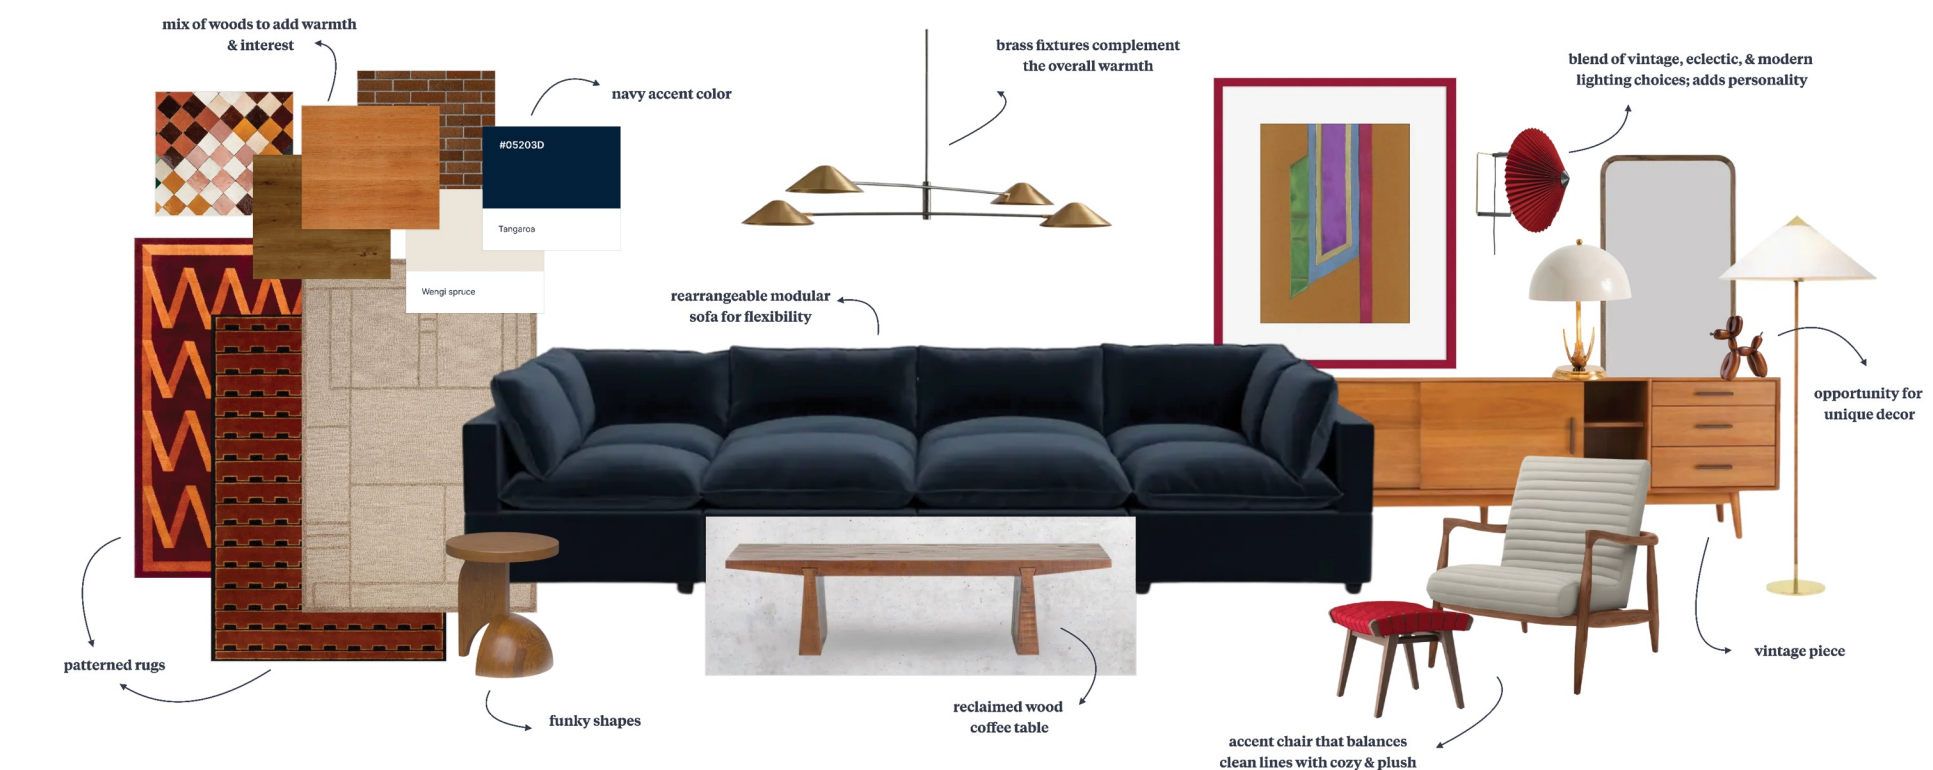 mix of woods to add warmth
& interest
navy accent color
brass fixtures complement
the overall warmth
blend of vintage, eclectic, & modern
lighting choices; adds personality
#05203D
Tangaroa
Wengi spruce
rearrangeable modular
sofa for flexibility
opportunity for
unique decor
patterned rugs
funky shapes
reclaimed wood
coffee table
vintage piece
accent chair that balances
clean lines with cozy & plush